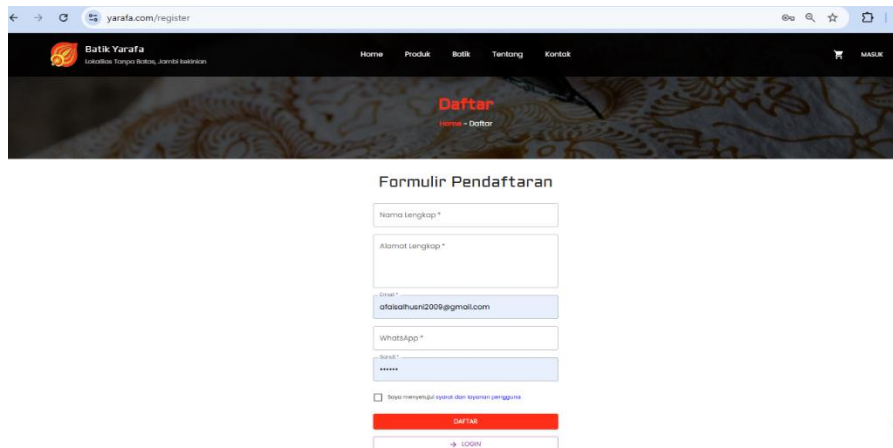 yarafa.com/register
Batik Yarafa
Lokalitas Tanpa Batas, Jambi kekinian
Home Produk Batik Tentang Kontak
MASUK
Daftar
Home - Daftar
Formulir Pendaftaran
Nama Lengkap *
Alamat Lengkap *
Email *
afaisalhusni2009@gmail.com
WhatsApp *
Sandi *
••••••
Saya menyetujui syarat dan layanan pengguna
DAFTAR
→ LOGIN